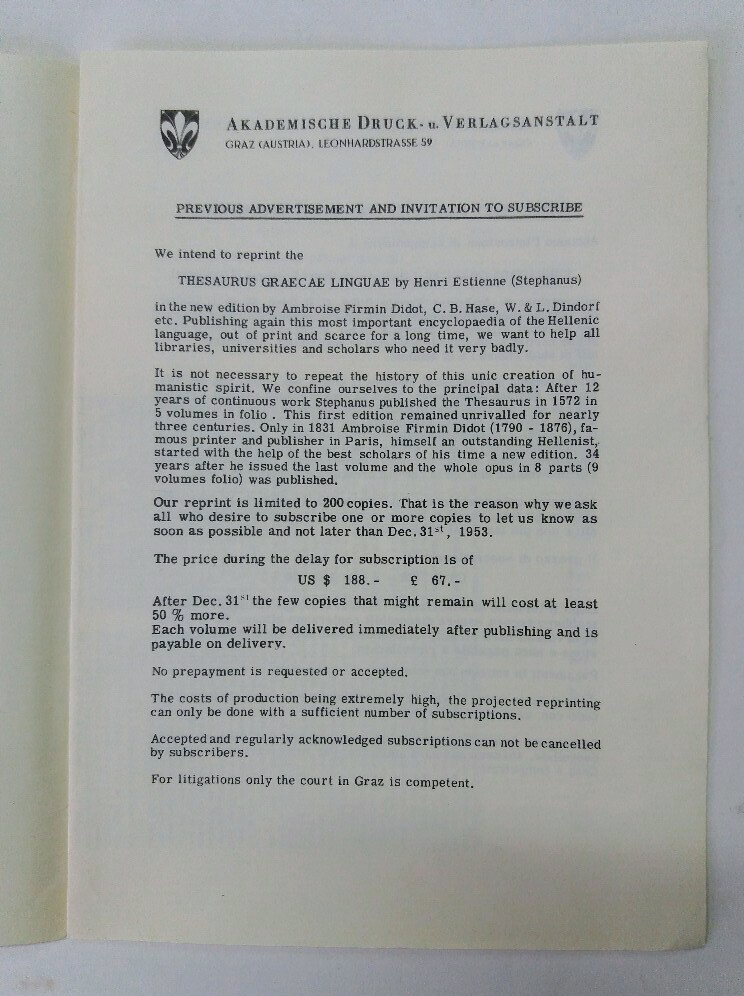 AKADEMISCHE DRUCK- u. VERLAGSANSTALT
GRAZ (AUSTRIA), LEONHARDSTRASSE 59
PREVIOUS ADVERTISEMENT AND INVITATION TO SUBSCRIBE
We intend to reprint the
THESAURUS GRAECAE LINGUAE by Henri Estienne (Stephanus)
in the new edition by Ambroise Firmin Didot, C. B. Hase, W. & L. Dindorf
etc. Publishing again this most important encyclopaedia of the Hellenic
language, out of print and scarce for a long time, we want to help all
libraries, universities and scholars who need it very badly.
It is not necessary to repeat the history of this unic creation of hu-
manistic spirit. We confine ourselves to the principal data: After 12
years of continuous work Stephanus published the Thesaurus in 1572 in
5 volumes in folio . This first edition remained unrivalled for nearly
three centuries. Only in 1831 Ambroise Firmin Didot (1790 - 1876), fa-
mous printer and publisher in Paris, himself an outstanding Hellenist,
started with the help of the best scholars of his time a new edition. 34
years after he issued the last volume and the whole opus in 8 parts (9
volumes folio) was published.
Our reprint is limited to 200 copies. That is the reason why we ask
all who desire to subscribe one or more copies to let us know as
soon as possible and not later than Dec. 31st, 1953.
The price during the delay for subscription is of
US $ 188.- £ 67.-
After Dec. 31st the few copies that might remain will cost at least
50 % more.
Each volume will be delivered immediately after publishing and is
payable on delivery.
No prepayment is requested or accepted.
The costs of production being extremely high, the projected reprinting
can only be done with a sufficient number of subscriptions.
Accepted and regularly acknowledged subscriptions can not be cancelled
by subscribers.
For litigations only the court in Graz is competent.